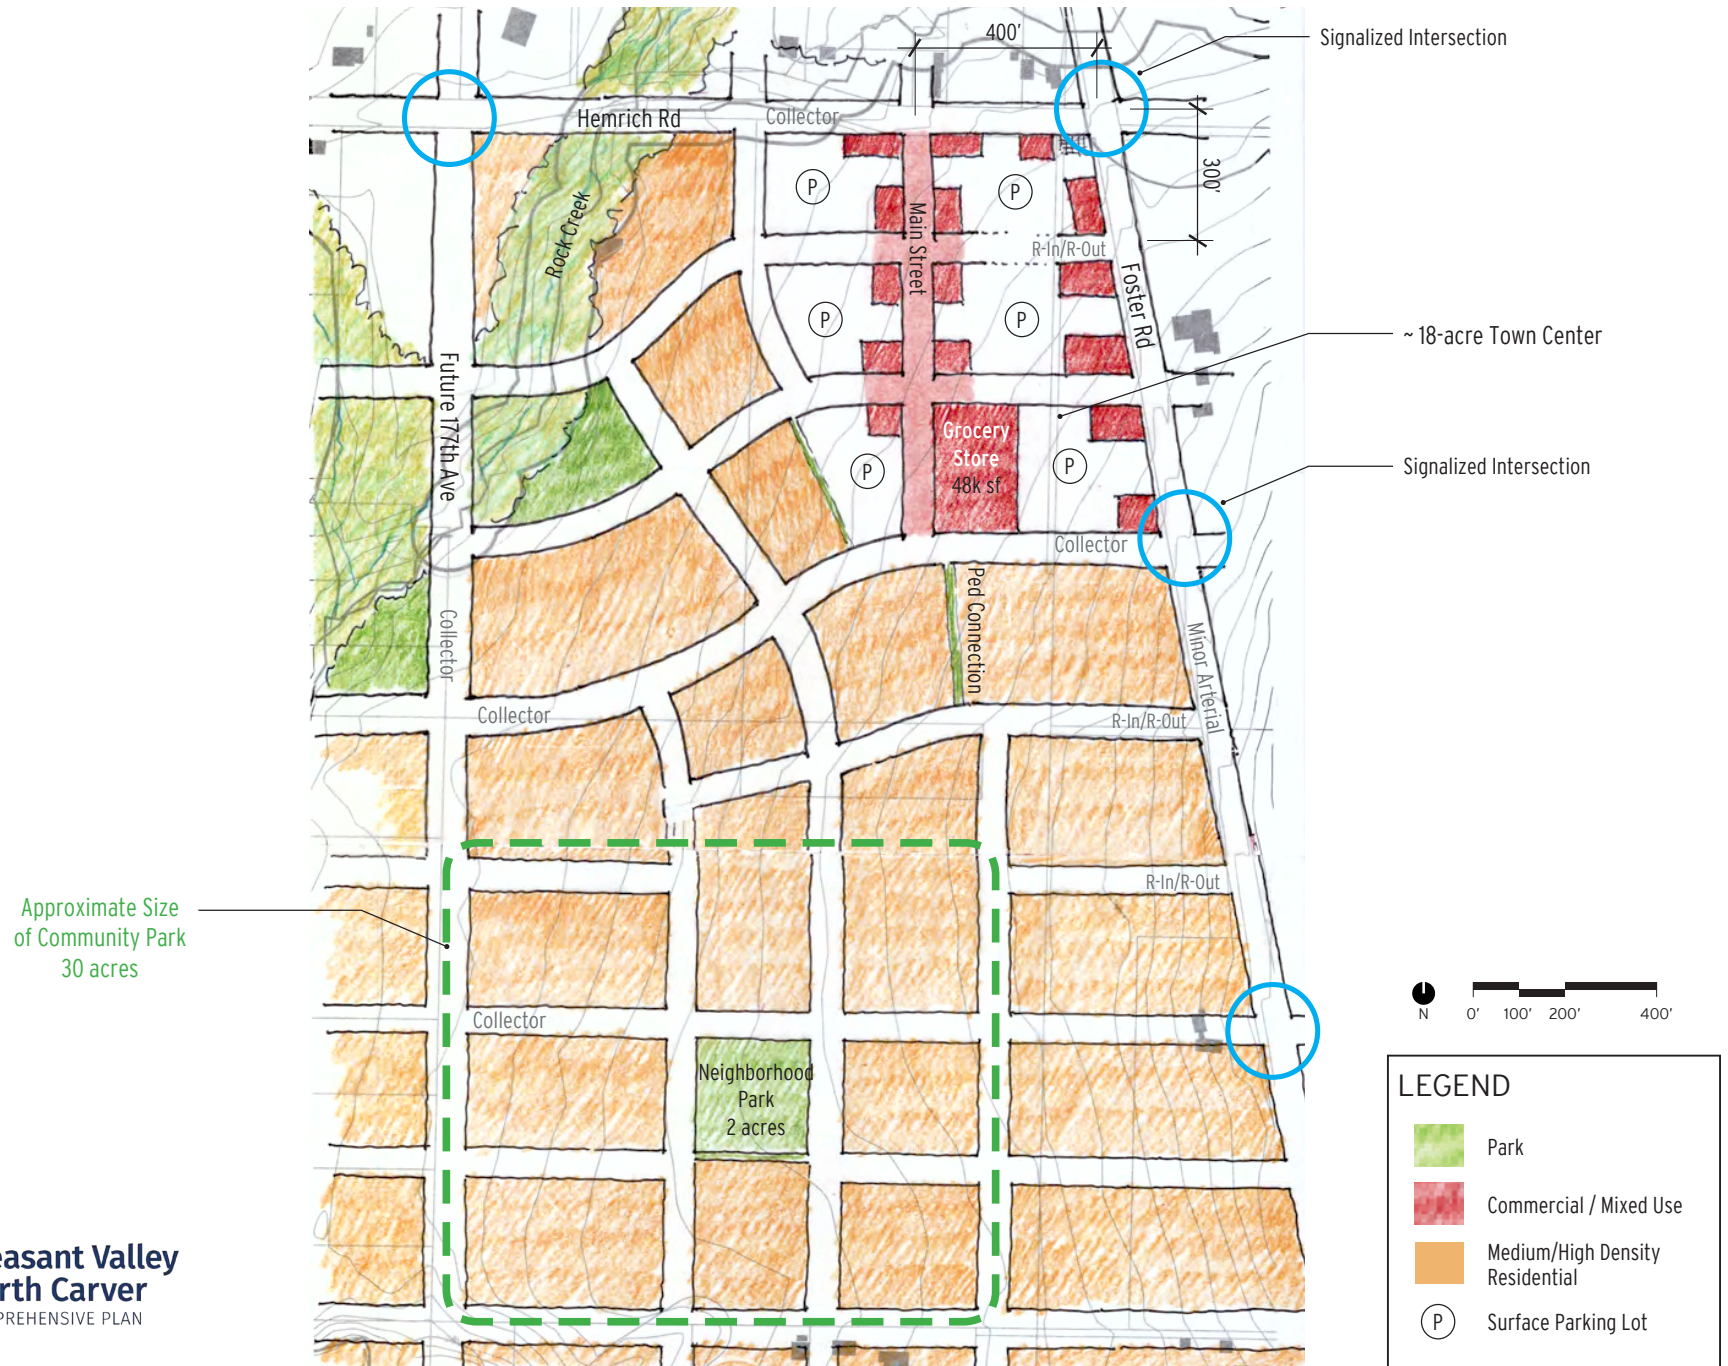 400'
Signalized Intersection
Hemrich Rd
Collector
300'
P
P
Rock Creek
Main Street
R-In/R-Out
Foster Rd
P
P
~ 18-acre Town Center
Future 177th Ave
Grocery
Store
48k sf
P
P
Signalized Intersection
Collector
Ped Connection
Collector
Minor Arterial
Collector
R-In/R-Out
R-In/R-Out
Approximate Size
of Community Park
30 acres
Collector
Neighborhood
Park
2 acres
N
0' 100' 200' 400'
LEGEND
Park
Commercial / Mixed Use
Medium/High Density
Residential
P Surface Parking Lot
easant Valley
rth Carver
PREHENSIVE PLAN